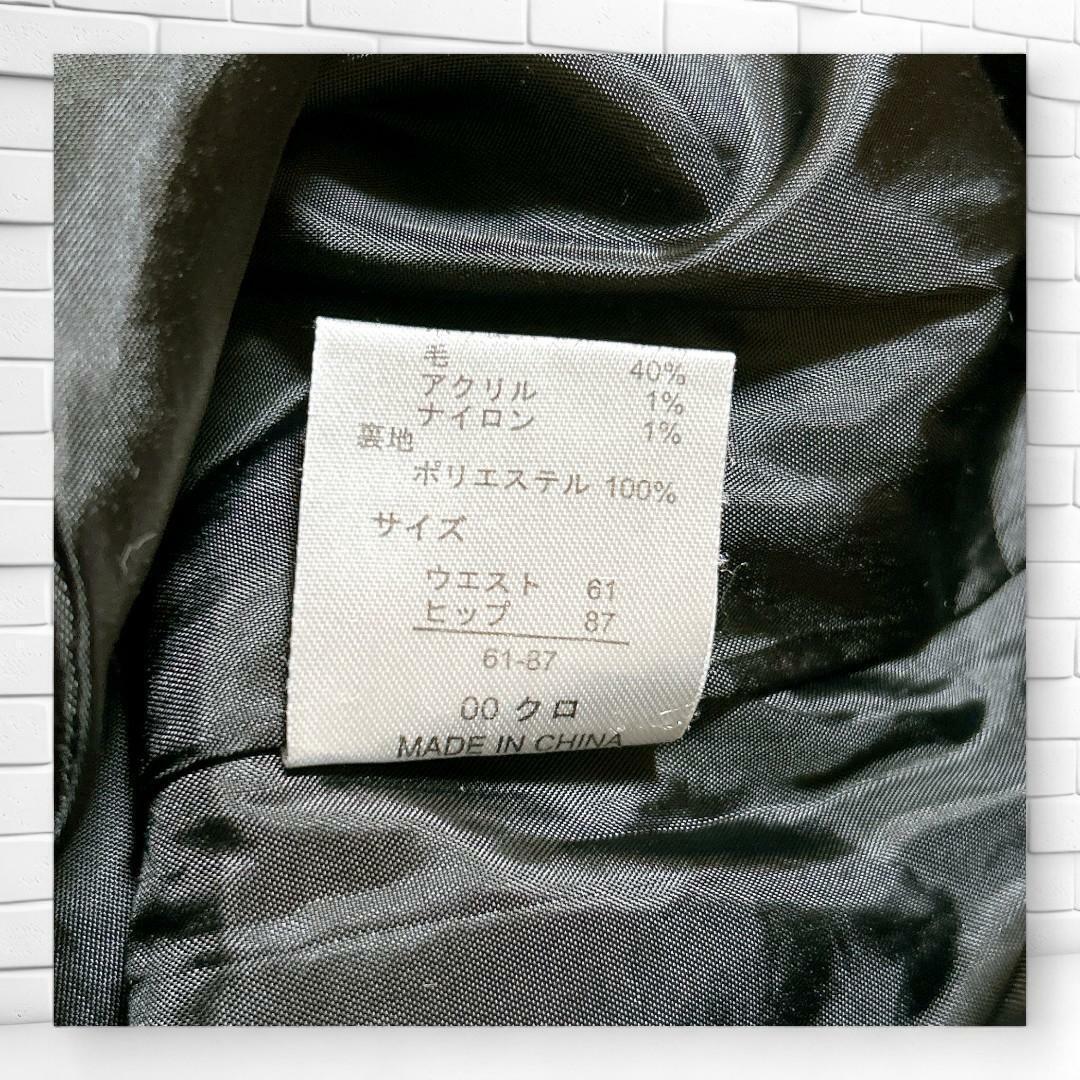 毛 40%
アクリル 1%
ナイロン 1%
裏地
ポリエステル 100%
サイズ
ウエスト 61
ヒップ 87
61-87
00 クロ
MADE IN CHINA